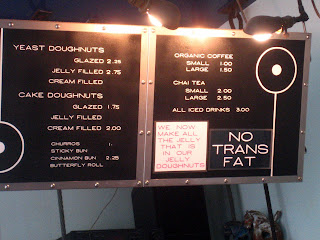 YEAST DOUGHNUTS
GLAZED 2.25
JELLY FILLED 2.75
CREAM FILLED
CAKE DOUGHNUTS
GLAZED 1.75
JELLY FILLED
CREAM FILLED 2.00
CHURROS 1.
STICKY BUN
CINNAMON BUN 2.25
BUTTERFLY ROLL
ORGANIC COFFEE
SMALL 1.00
LARGE 1.50
CHAI TEA
SMALL 2.00
LARGE 2.50
ALL ICED DRINKS 3.00
WE NOW
MAKE ALL
THE JELLY
THAT IS
IN OUR
JELLY
DOUGHNUTS
NO
TRANS
FAT